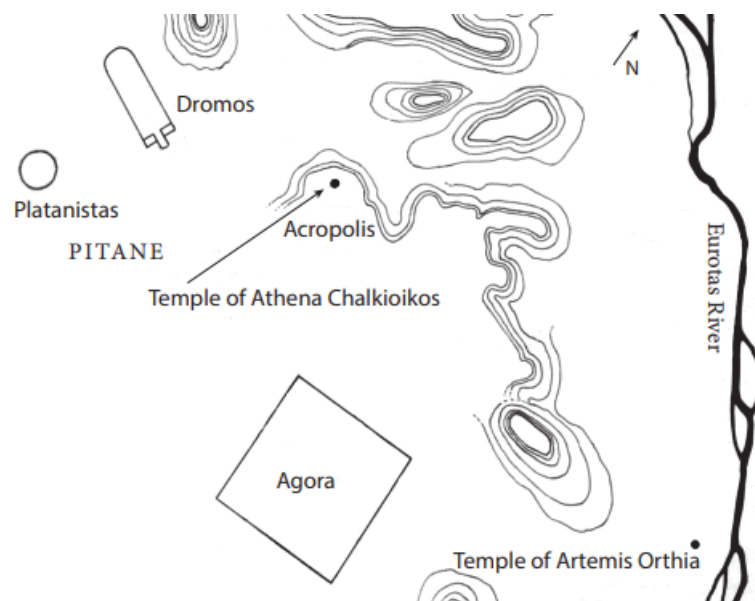 N
Dromos
Platanistas
Acropolis
PITANE
Eurotas River
Temple of Athena Chalkioikos
Agora
Temple of Artemis Orthia